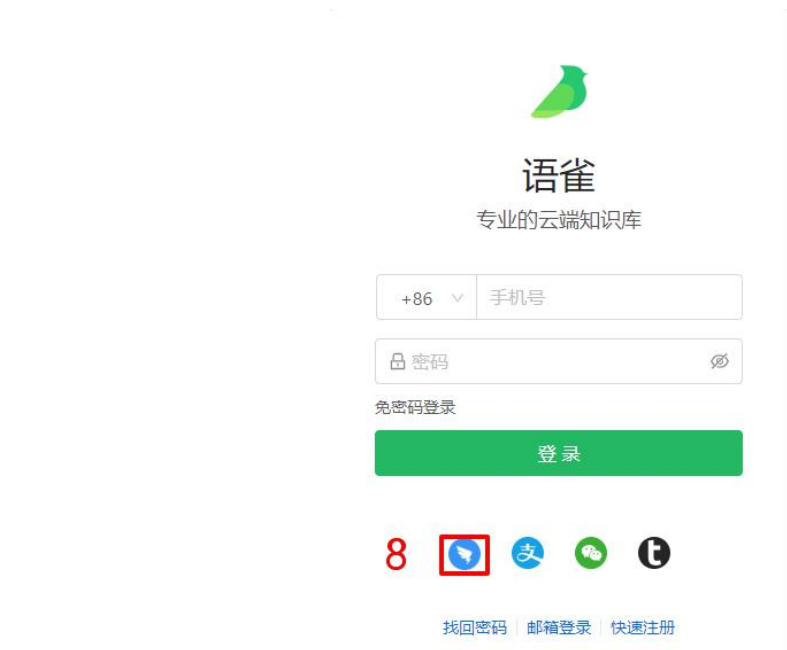 语雀
专业的云端知识库
+86 手机号
密码
免密码登录
登录
8 支 t
找回密码 邮箱登录 快速注册